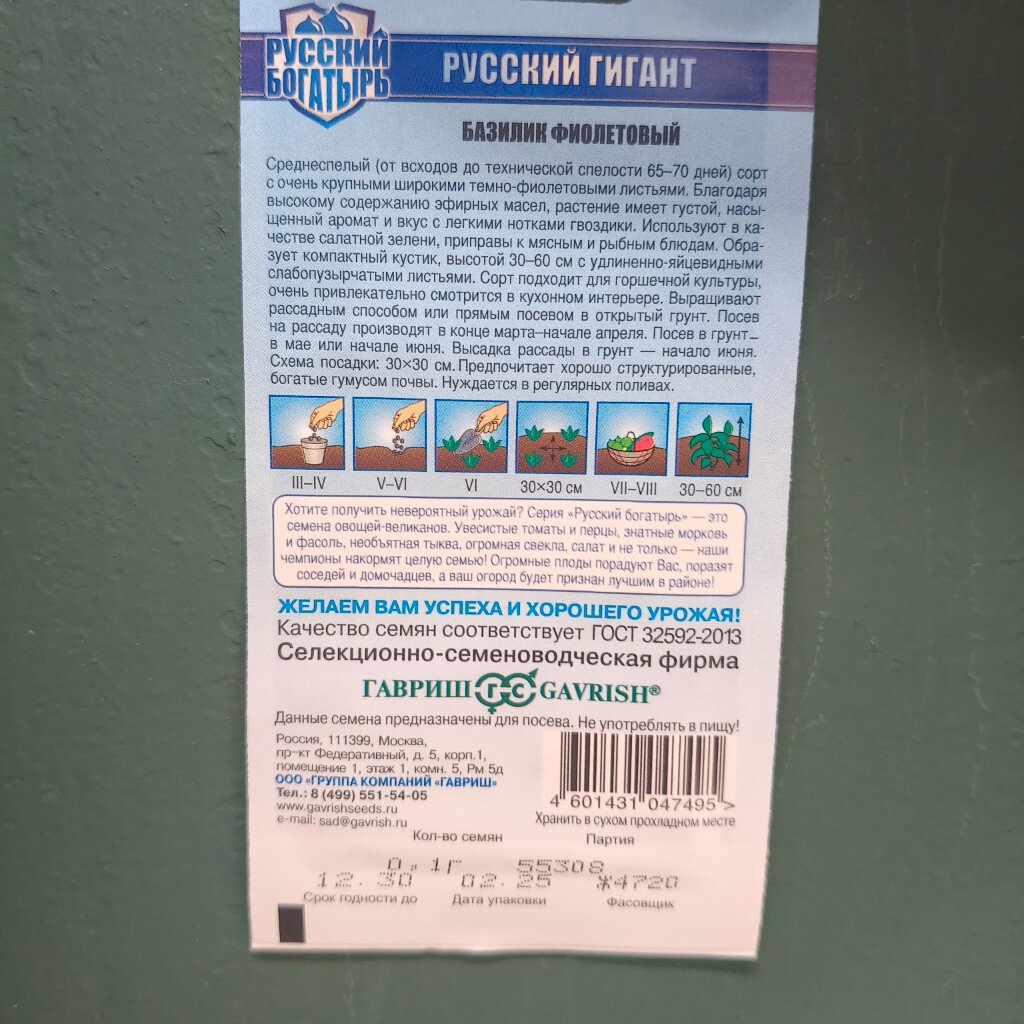 РУССКИЙ
БОГАТЫРЬ
РУССКИЙ ГИГАНТ
БАЗИЛИК ФИОЛЕТОВЫЙ
Среднеспелый (от всходов до технической спелости 65–70 дней) сорт
с очень крупными широкими темно-фиолетовыми листьями. Благодаря
высокому содержанию эфирных масел, растение имеет густой, насы-
щенный аромат и вкус с легкими нотками гвоздики. Используют в ка-
честве салатной зелени, приправы к мясным и рыбным блюдам. Обра-
зует компактный кустик, высотой 30–60 см с удлиненно-яйцевидными
слабопузырчатыми листьями. Сорт подходит для горшечной культуры,
очень привлекательно смотрится в кухонном интерьере. Выращивают
рассадным способом или прямым посевом в открытый грунт. Посев
на рассаду производят в конце марта–начале апреля. Посев в грунт–
в мае или начале июня. Высадка рассады в грунт — начало июня.
Схема посадки: 30×30 см. Предпочитает хорошо структурированные,
богатые гумусом почвы. Нуждается в регулярных поливах.
III–IV V–VI VI 30×30 см VII–VIII 30–60 см
Хотите получить невероятный урожай? Серия «Русский богатырь» — это
семена овощей-великанов. Увесистые томаты и перцы, знатные морковь
и фасоль, необъятная тыква, огромная свекла, салат и не только — наши
чемпионы накормят целую семью! Огромные плоды порадуют Вас, поразят
соседей и домочадцев, а ваш огород будет признан лучшим в районе!
ЖЕЛАЕМ ВАМ УСПЕХА И ХОРОШЕГО УРОЖАЯ!
Качество семян соответствует ГОСТ 32592-2013
Селекционно-семеноводческая фирма
ГАВРИШ Г-С GAVRISH®
Данные семена предназначены для посева. Не употреблять в пищу!
Россия, 111399, Москва,
пр-кт Федеративный, д. 5, корп.1,
помещение 1, этаж 1, комн. 5, Рм 5д
ООО «ГРУППА КОМПАНИЙ «ГАВРИШ»
Тел.: 8 (499) 551-54-05
www.gavrishseeds.ru
e-mail: sad@gavrish.ru
4 601431 047495 >
Хранить в сухом прохладном месте
Кол-во семян Партия
0,1г 55308
12.30 02.25 Ж4720
Срок годности до Дата упаковки Фасовщик